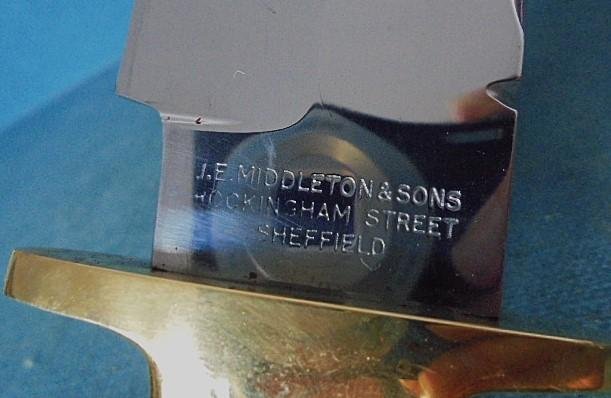 J.E. MIDDLETON & SONS
ROCKINGHAM STREET
SHEFFIELD